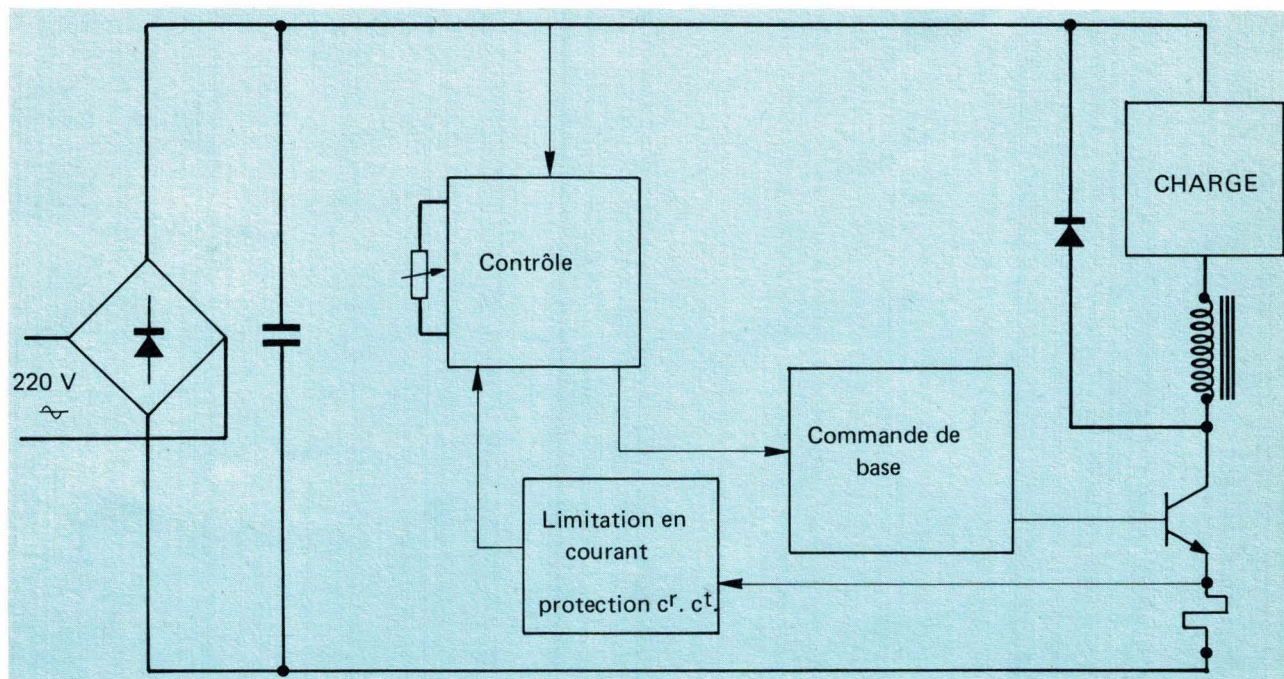 CHARGE
Contrôle
220 V
Commande de
base
Limitation en
courant
protection cr. ct.